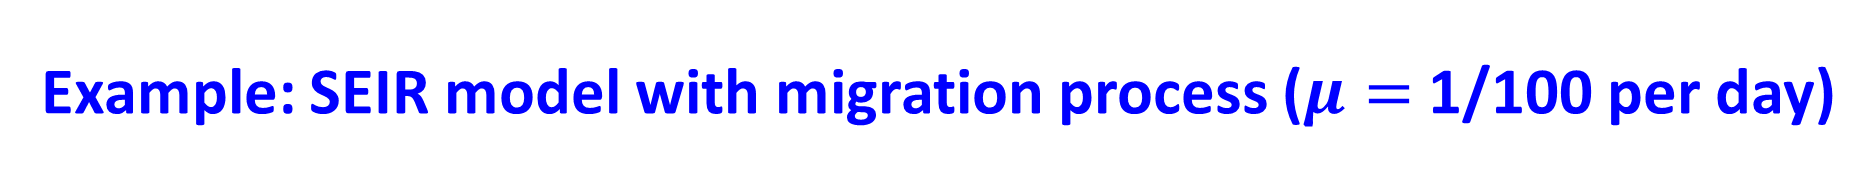 Example: SEIR model with migration process (𝝁 = 1/100 per day)